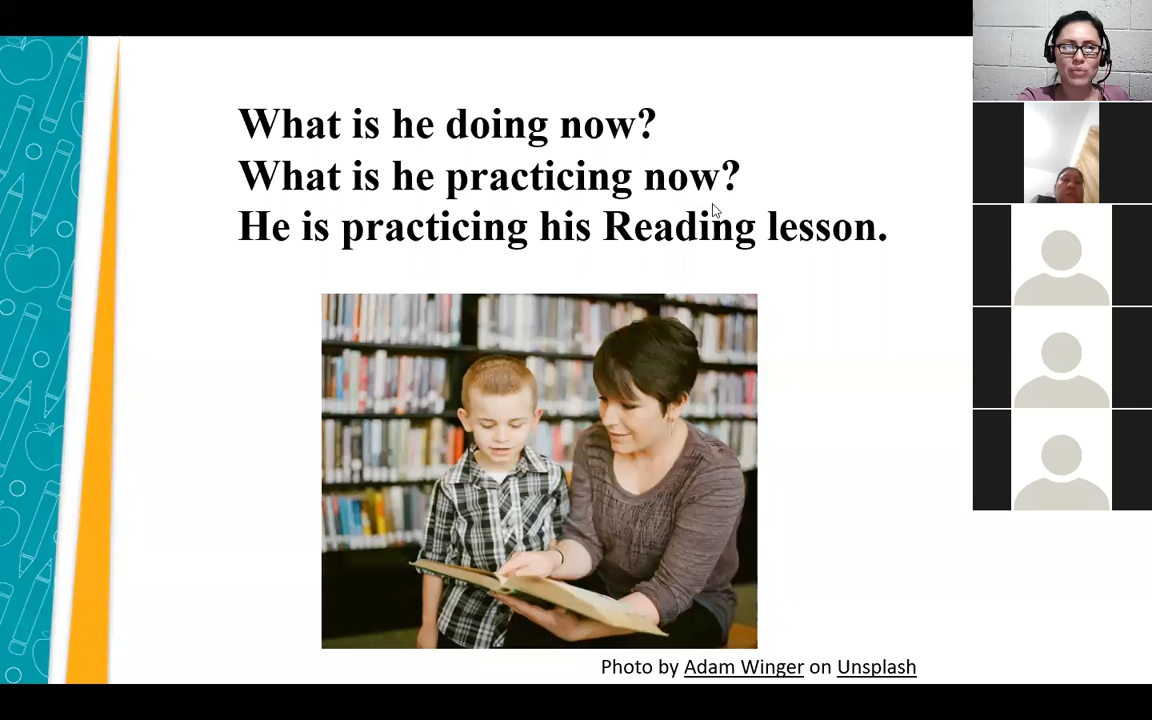 What is he doing now?
What is he practicing now?
He is practicing his Reading lesson.
Photo by Adam Winger on Unsplash